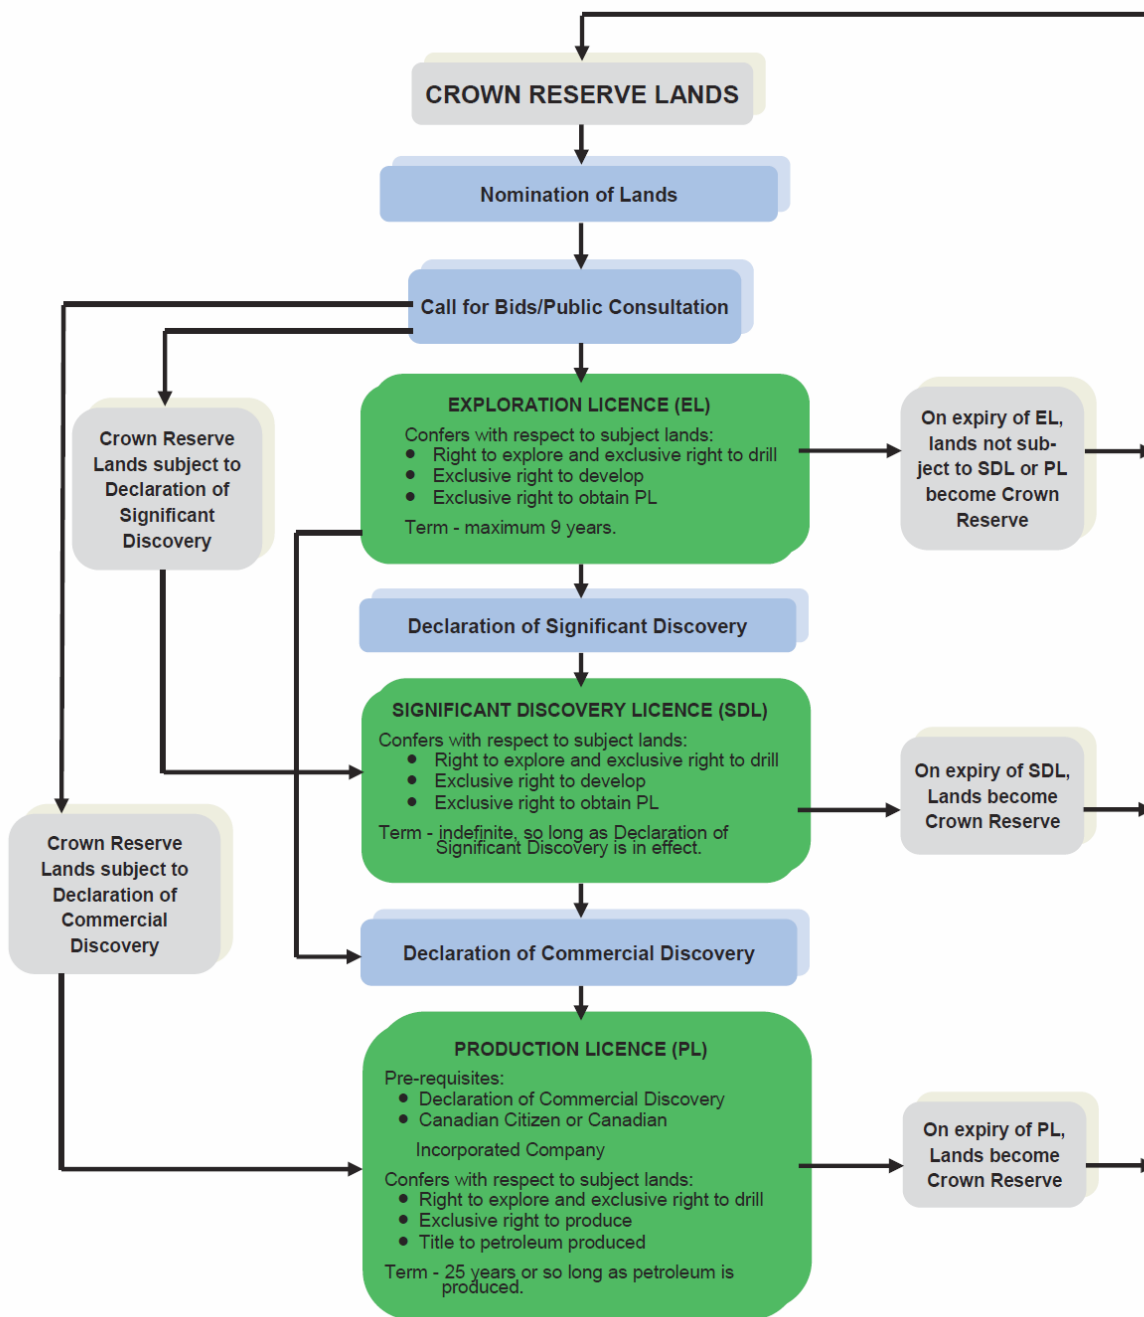 CROWN RESERVE LANDS
Nomination of Lands
Call for Bids/Public Consultation
EXPLORATION LICENCE (EL)
Confers with respect to subject lands:
● Right to explore and exclusive right to drill
● Exclusive right to develop
● Exclusive right to obtain PL
Term - maximum 9 years.
On expiry of EL,
lands not sub-
ject to SDL or PL
become Crown
Reserve
Crown Reserve
Lands subject to
Declaration of
Significant
Discovery
Declaration of Significant Discovery
SIGNIFICANT DISCOVERY LICENCE (SDL)
Confers with respect to subject lands:
● Right to explore and exclusive right to drill
● Exclusive right to develop
● Exclusive right to obtain PL
Term - indefinite, so long as Declaration of
Significant Discovery is in effect.
On expiry of SDL,
Lands become
Crown Reserve
Crown Reserve
Lands subject to
Declaration of
Commercial
Discovery
Declaration of Commercial Discovery
PRODUCTION LICENCE (PL)
Pre-requisites:
● Declaration of Commercial Discovery
● Canadian Citizen or Canadian
Incorporated Company
Confers with respect to subject lands:
● Right to explore and exclusive right to drill
● Exclusive right to produce
● Title to petroleum produced
Term - 25 years or so long as petroleum is
produced.
On expiry of PL,
Lands become
Crown Reserve